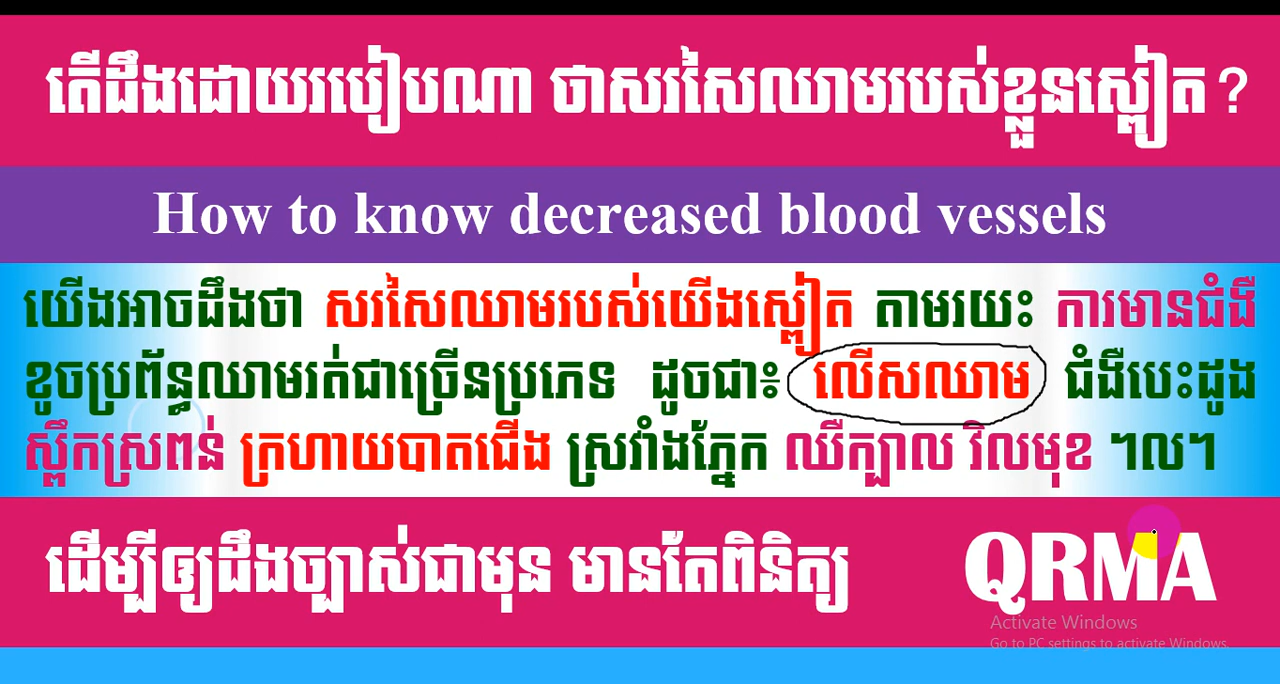 តើដឹងដោយរបៀបណា ថាសរសៃឈាមរបស់ខ្លួនស្តៀត?
How to know decreased blood vessels
យើងអាចដឹងថា សរសៃឈាមរបស់យើងស្តៀត តាមរយះ ការមានជំងឺ
ខូចប្រព័ន្ធឈាមរត់ជាច្រើនប្រភេទ ដូចជា៖ លើសឈាម ជំងឺបេះដូង
ស្ពឹកស្រពន់ ក្រហាយបាតជើង ស្រវាំងភ្នែក ឈឺក្បាល វិលមុខ ។ល។
ដើម្បីឲ្យដឹងច្បាស់ជាមុន មានតែពិនិត្យ QRMA
Activate Windows
Go to PC settings to activate Windows.